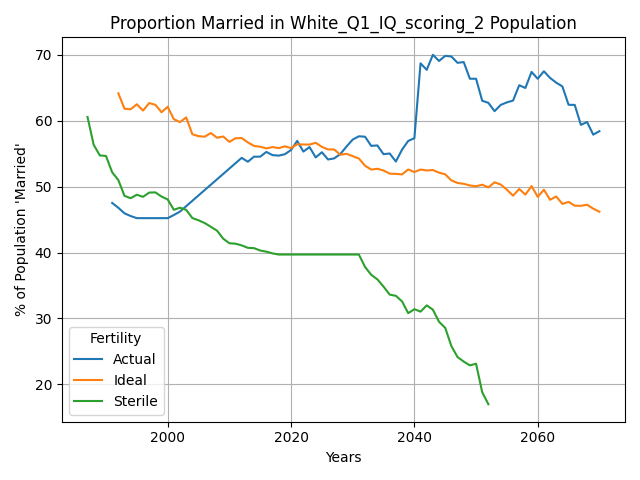 Proportion Married in White_Q1_IQ_scoring_2 Population
% of Population 'Married'
70
60
50
40
30
20
Fertility
Actual
Ideal
Sterile
2000 2020 2040 2060
Years